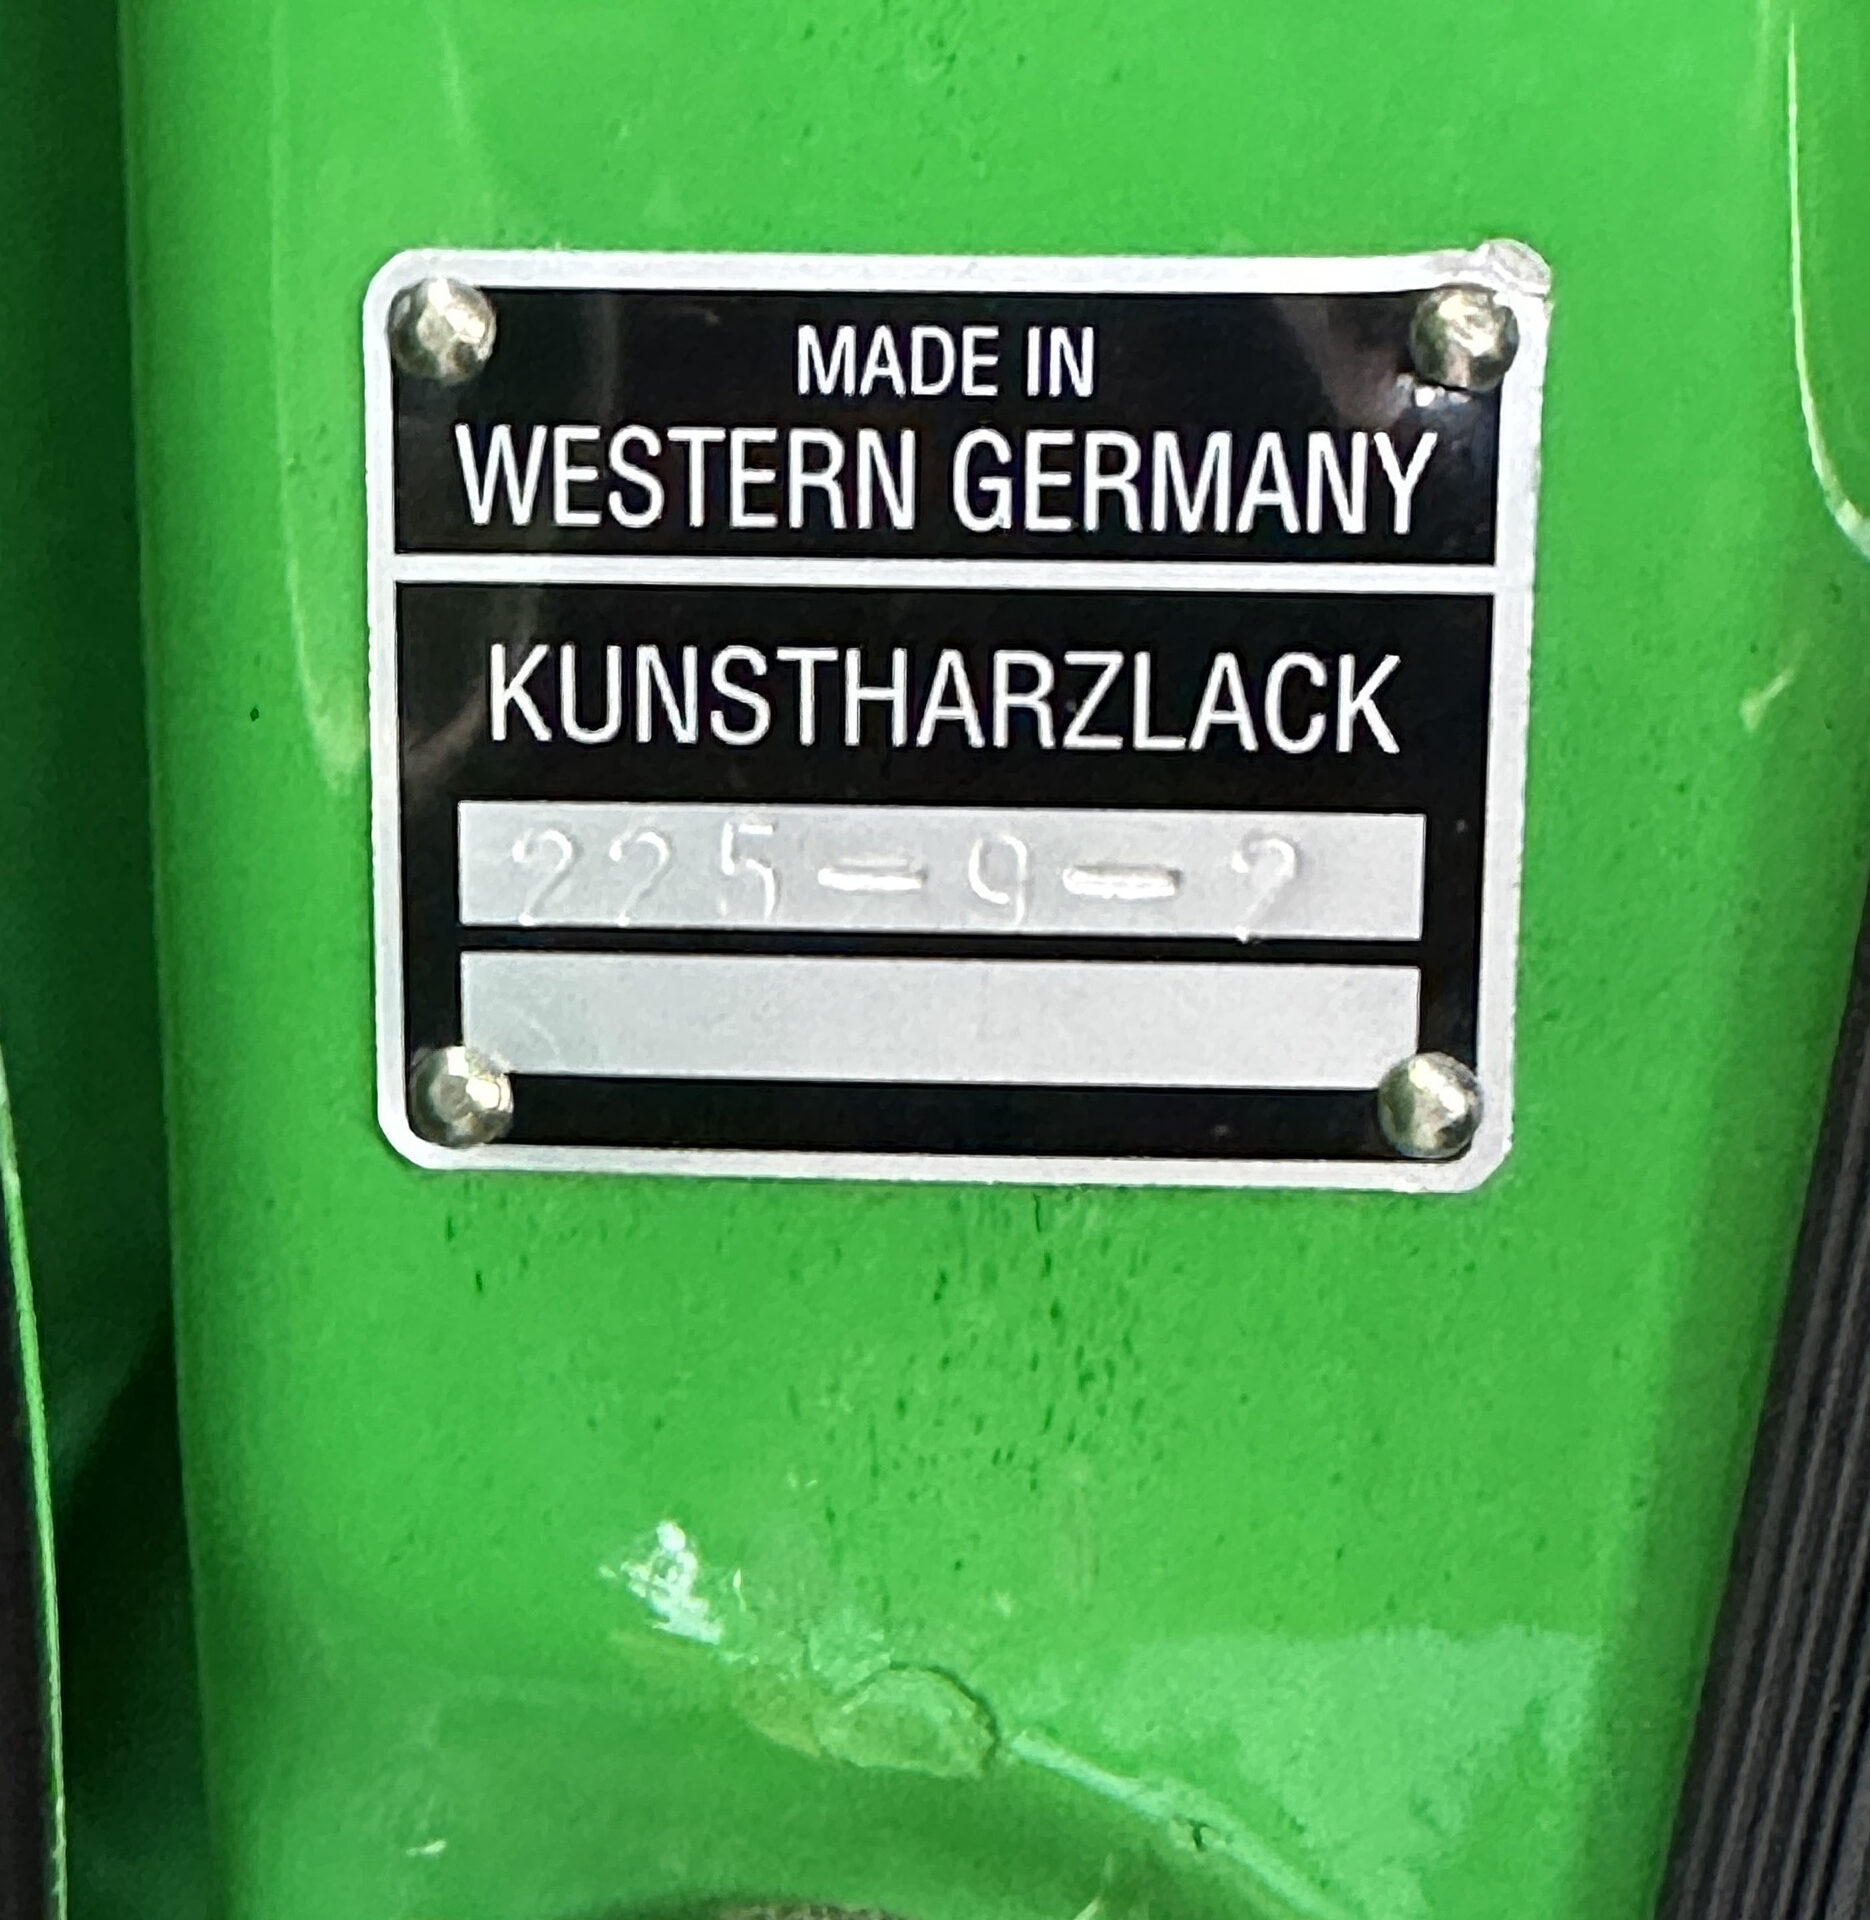 MADE IN
WESTERN GERMANY
KUNSTHARZLACK
225-9-2